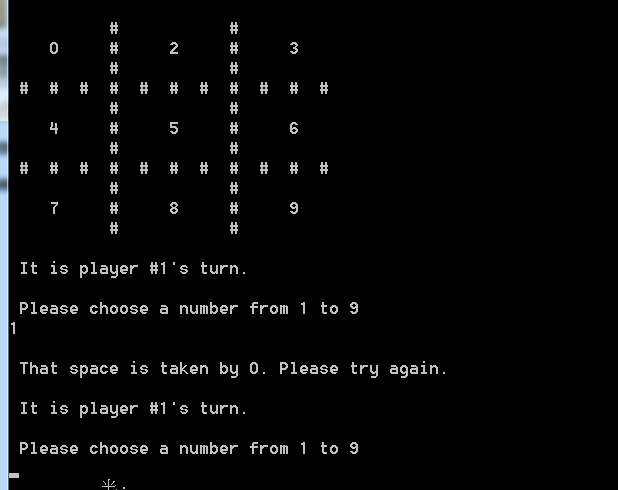 # #
O # 2 # 3
# #
# # # # # # # # # # #
# #
4 # 5 # 6
# #
# # # # # # # # # # #
# #
7 # 8 # 9
# #
It is player #1's turn.
Please choose a number from 1 to 9
1
That space is taken by O. Please try again.
It is player #1's turn.
Please choose a number from 1 to 9
半: